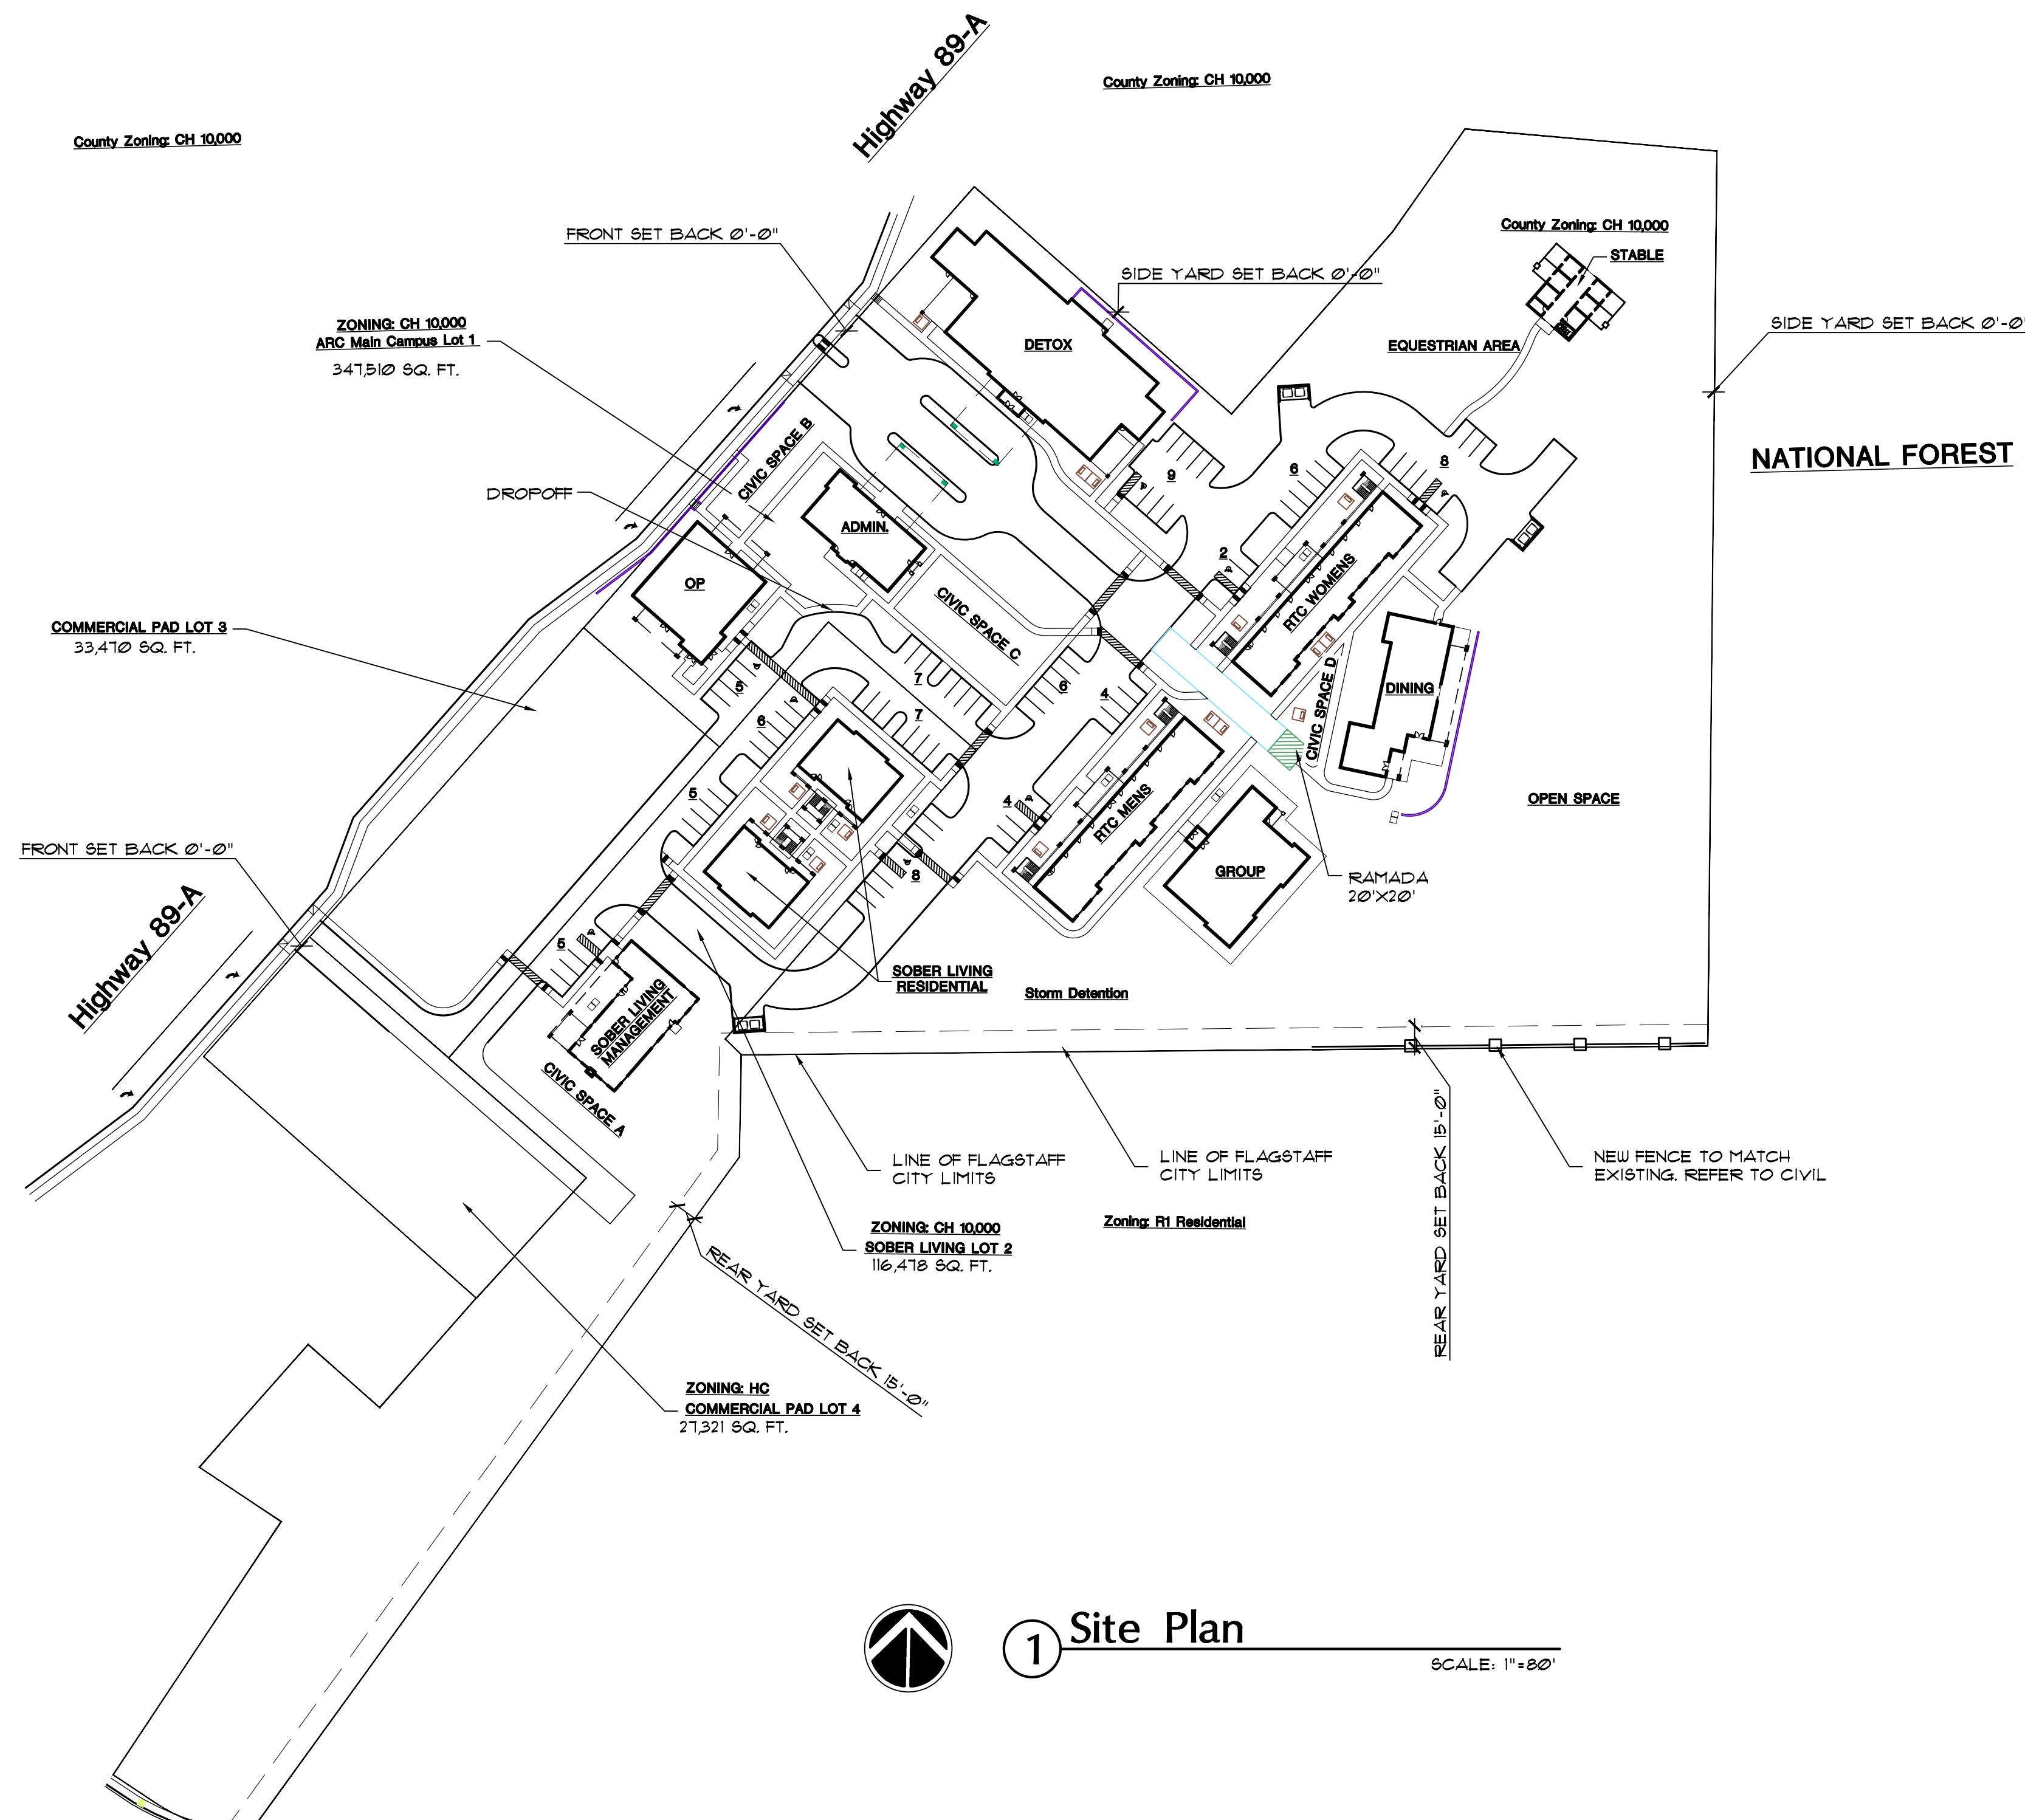 Highway 89-A
County Zoning: CH 10,000
County Zoning: CH 10,000
FRONT SET BACK 0'-0"
County Zoning: CH 10,000
STABLE
SIDE YARD SET BACK 0'-0"
SIDE YARD SET BACK 0'-0"
ZONING: CH 10,000
ARC Main Campus Lot 1
347,510 SQ. FT.
DETOX
EQUESTRIAN AREA
NATIONAL FOREST
CIVIC SPACE B
DROPOFF
ADMIN.
9
6
8
OP
2
RTC WOMENS
CIVIC SPACE C
COMMERCIAL PAD LOT 3
33,470 SQ. FT.
5
7
6
4
DINING
CIVIC SPACE D
6
7
5
4
RTC MENS
OPEN SPACE
FRONT SET BACK 0'-0"
8
GROUP
RAMADA
20'X20'
Highway 89-A
5
SOBER LIVING
RESIDENTIAL
Storm Detention
SOBER LIVING
MANAGEMENT
CIVIC SPACE A
LINE OF FLAGSTAFF
CITY LIMITS
LINE OF FLAGSTAFF
CITY LIMITS
REAR YARD SET BACK 15'-0"
NEW FENCE TO MATCH
EXISTING. REFER TO CIVIL
ZONING: CH 10,000
SOBER LIVING LOT 2
116,478 SQ. FT.
Zoning: R1 Residential
REAR YARD SET BACK 15'-0"
ZONING: HC
COMMERCIAL PAD LOT 4
27,321 SQ. FT.
1
Site Plan
SCALE: 1"=80'